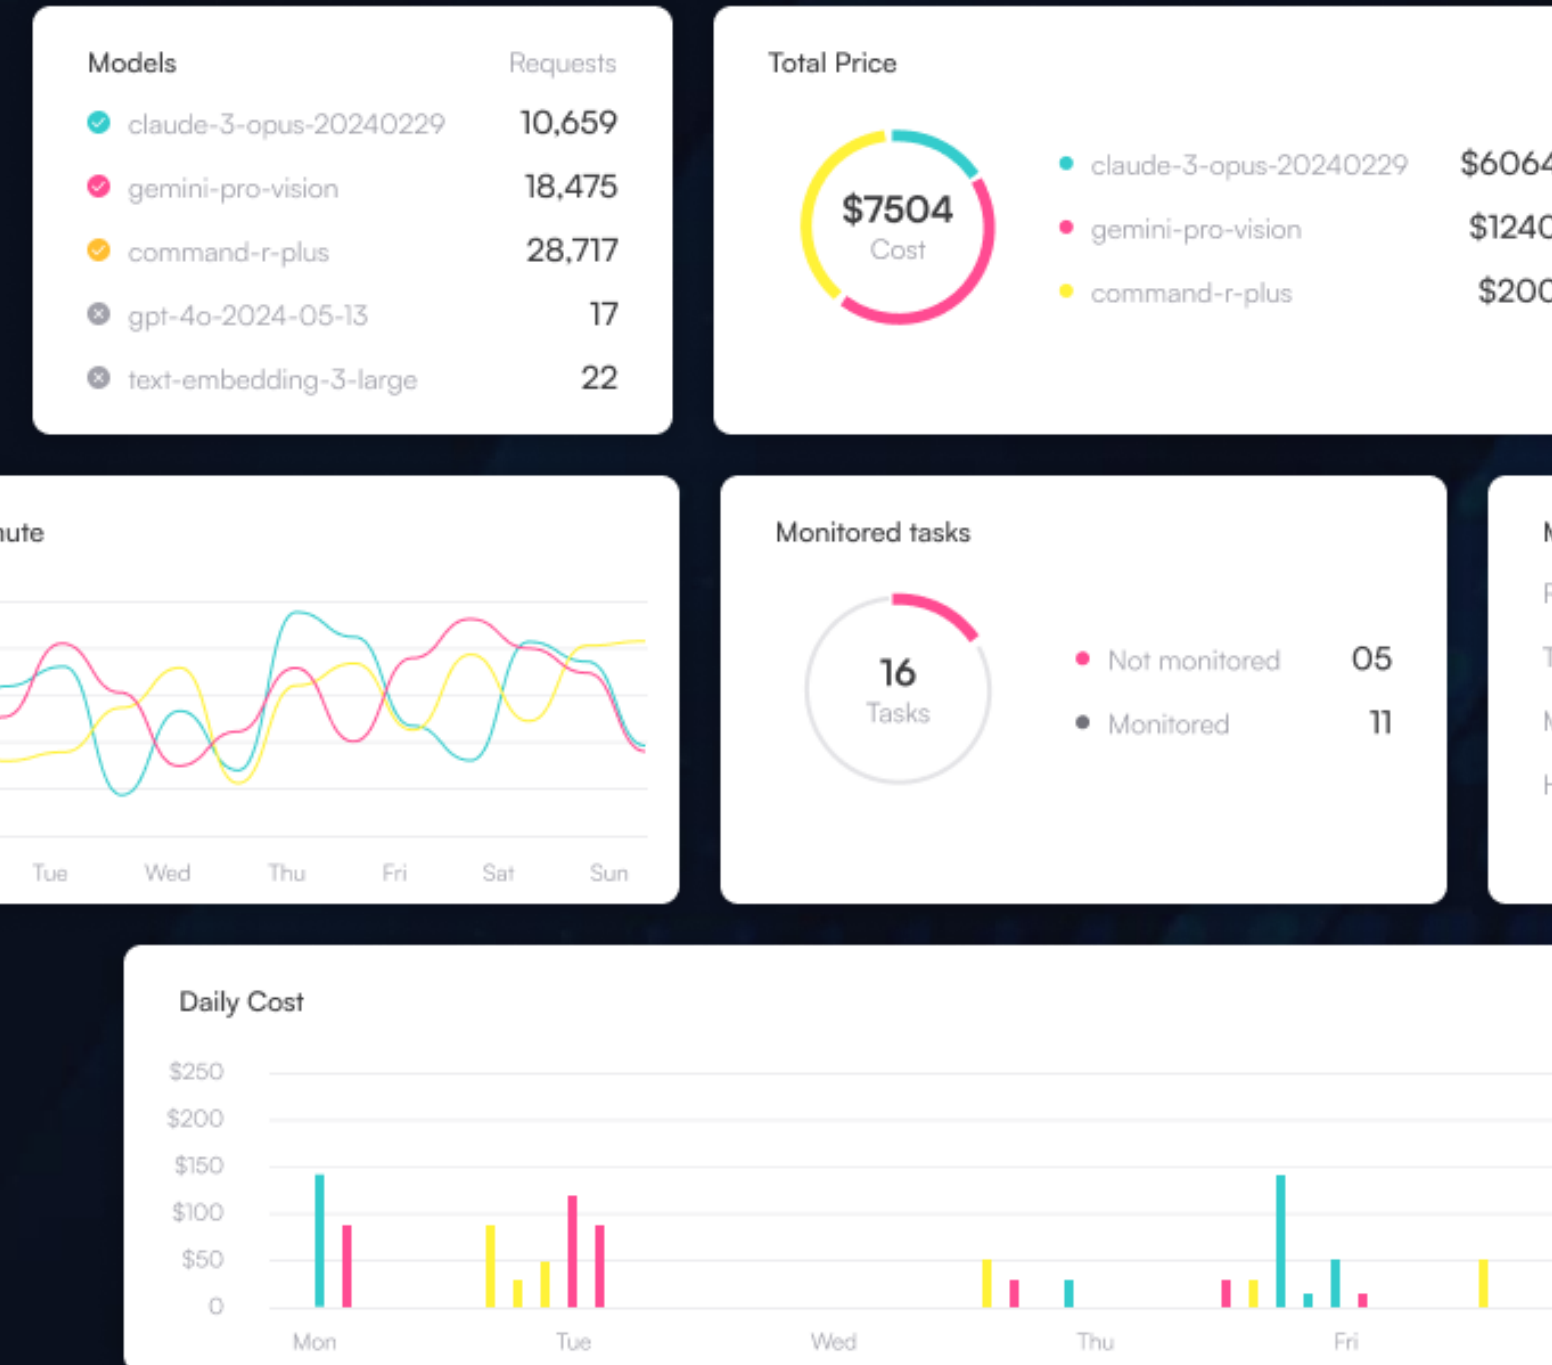 Models Requests
claude-3-opus-20240229 10,659
gemini-pro-vision 18,475
command-r-plus 28,717
gpt-4o-2024-05-13 17
text-embedding-3-large 22
Total Price
$7504
Cost
claude-3-opus-20240229 $6064
gemini-pro-vision $1240
command-r-plus $200
Tue Wed Thu Fri Sat Sun
Monitored tasks
16
Tasks
Not monitored 05
Monitored 11
Daily Cost
$250
$200
$150
$100
$50
0
Mon Tue Wed Thu Fri